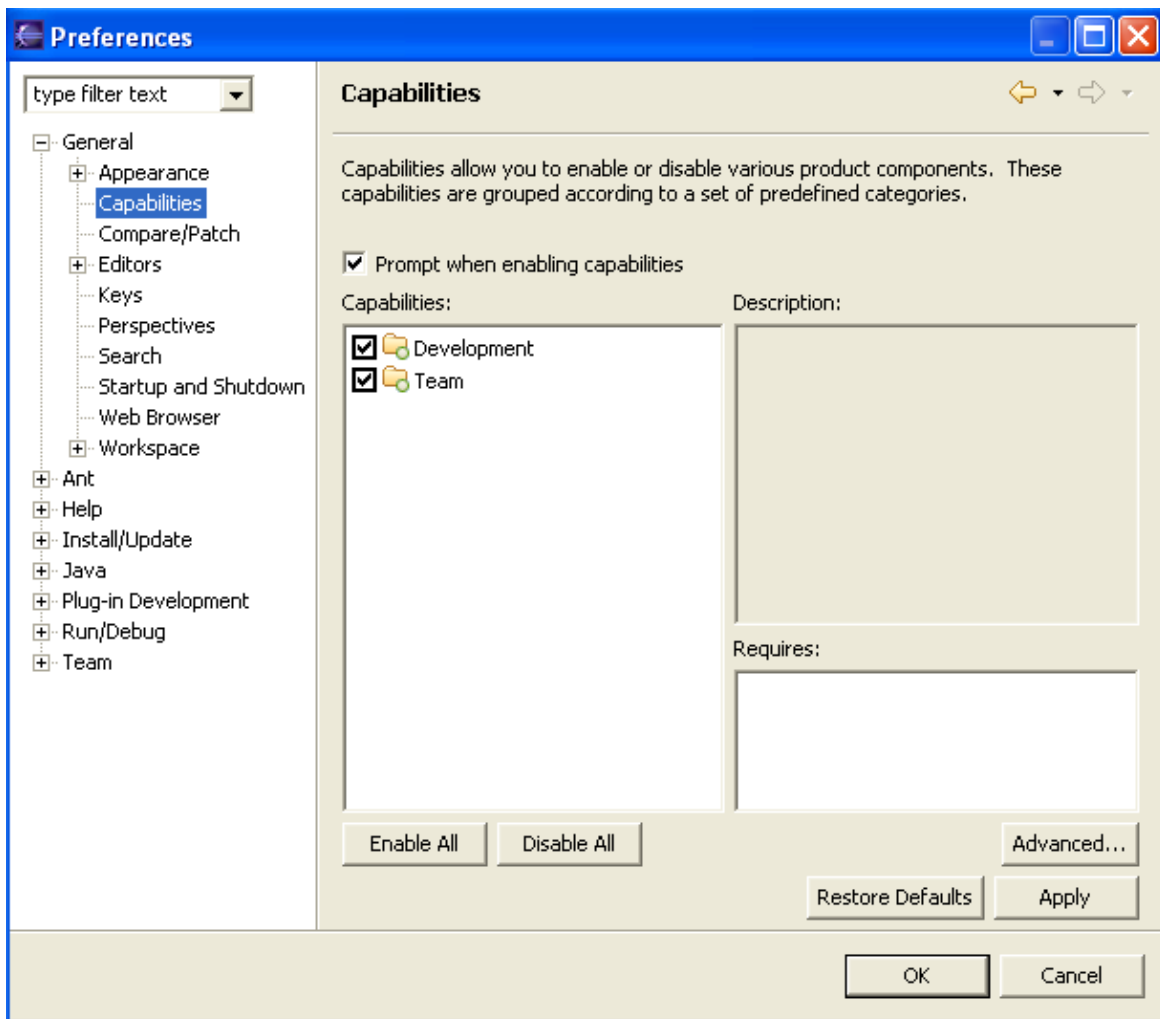 Preferences
type filter text
General
Appearance
Capabilities
Compare/Patch
Editors
Keys
Perspectives
Search
Startup and Shutdown
Web Browser
Workspace
Ant
Help
Install/Update
Java
Plug-in Development
Run/Debug
Team
Capabilities
Capabilities allow you to enable or disable various product components. These
capabilities are grouped according to a set of predefined categories.
Prompt when enabling capabilities
Capabilities:
Development
Team
Description:
Requires:
Enable All
Disable All
Advanced...
Restore Defaults
Apply
OK
Cancel